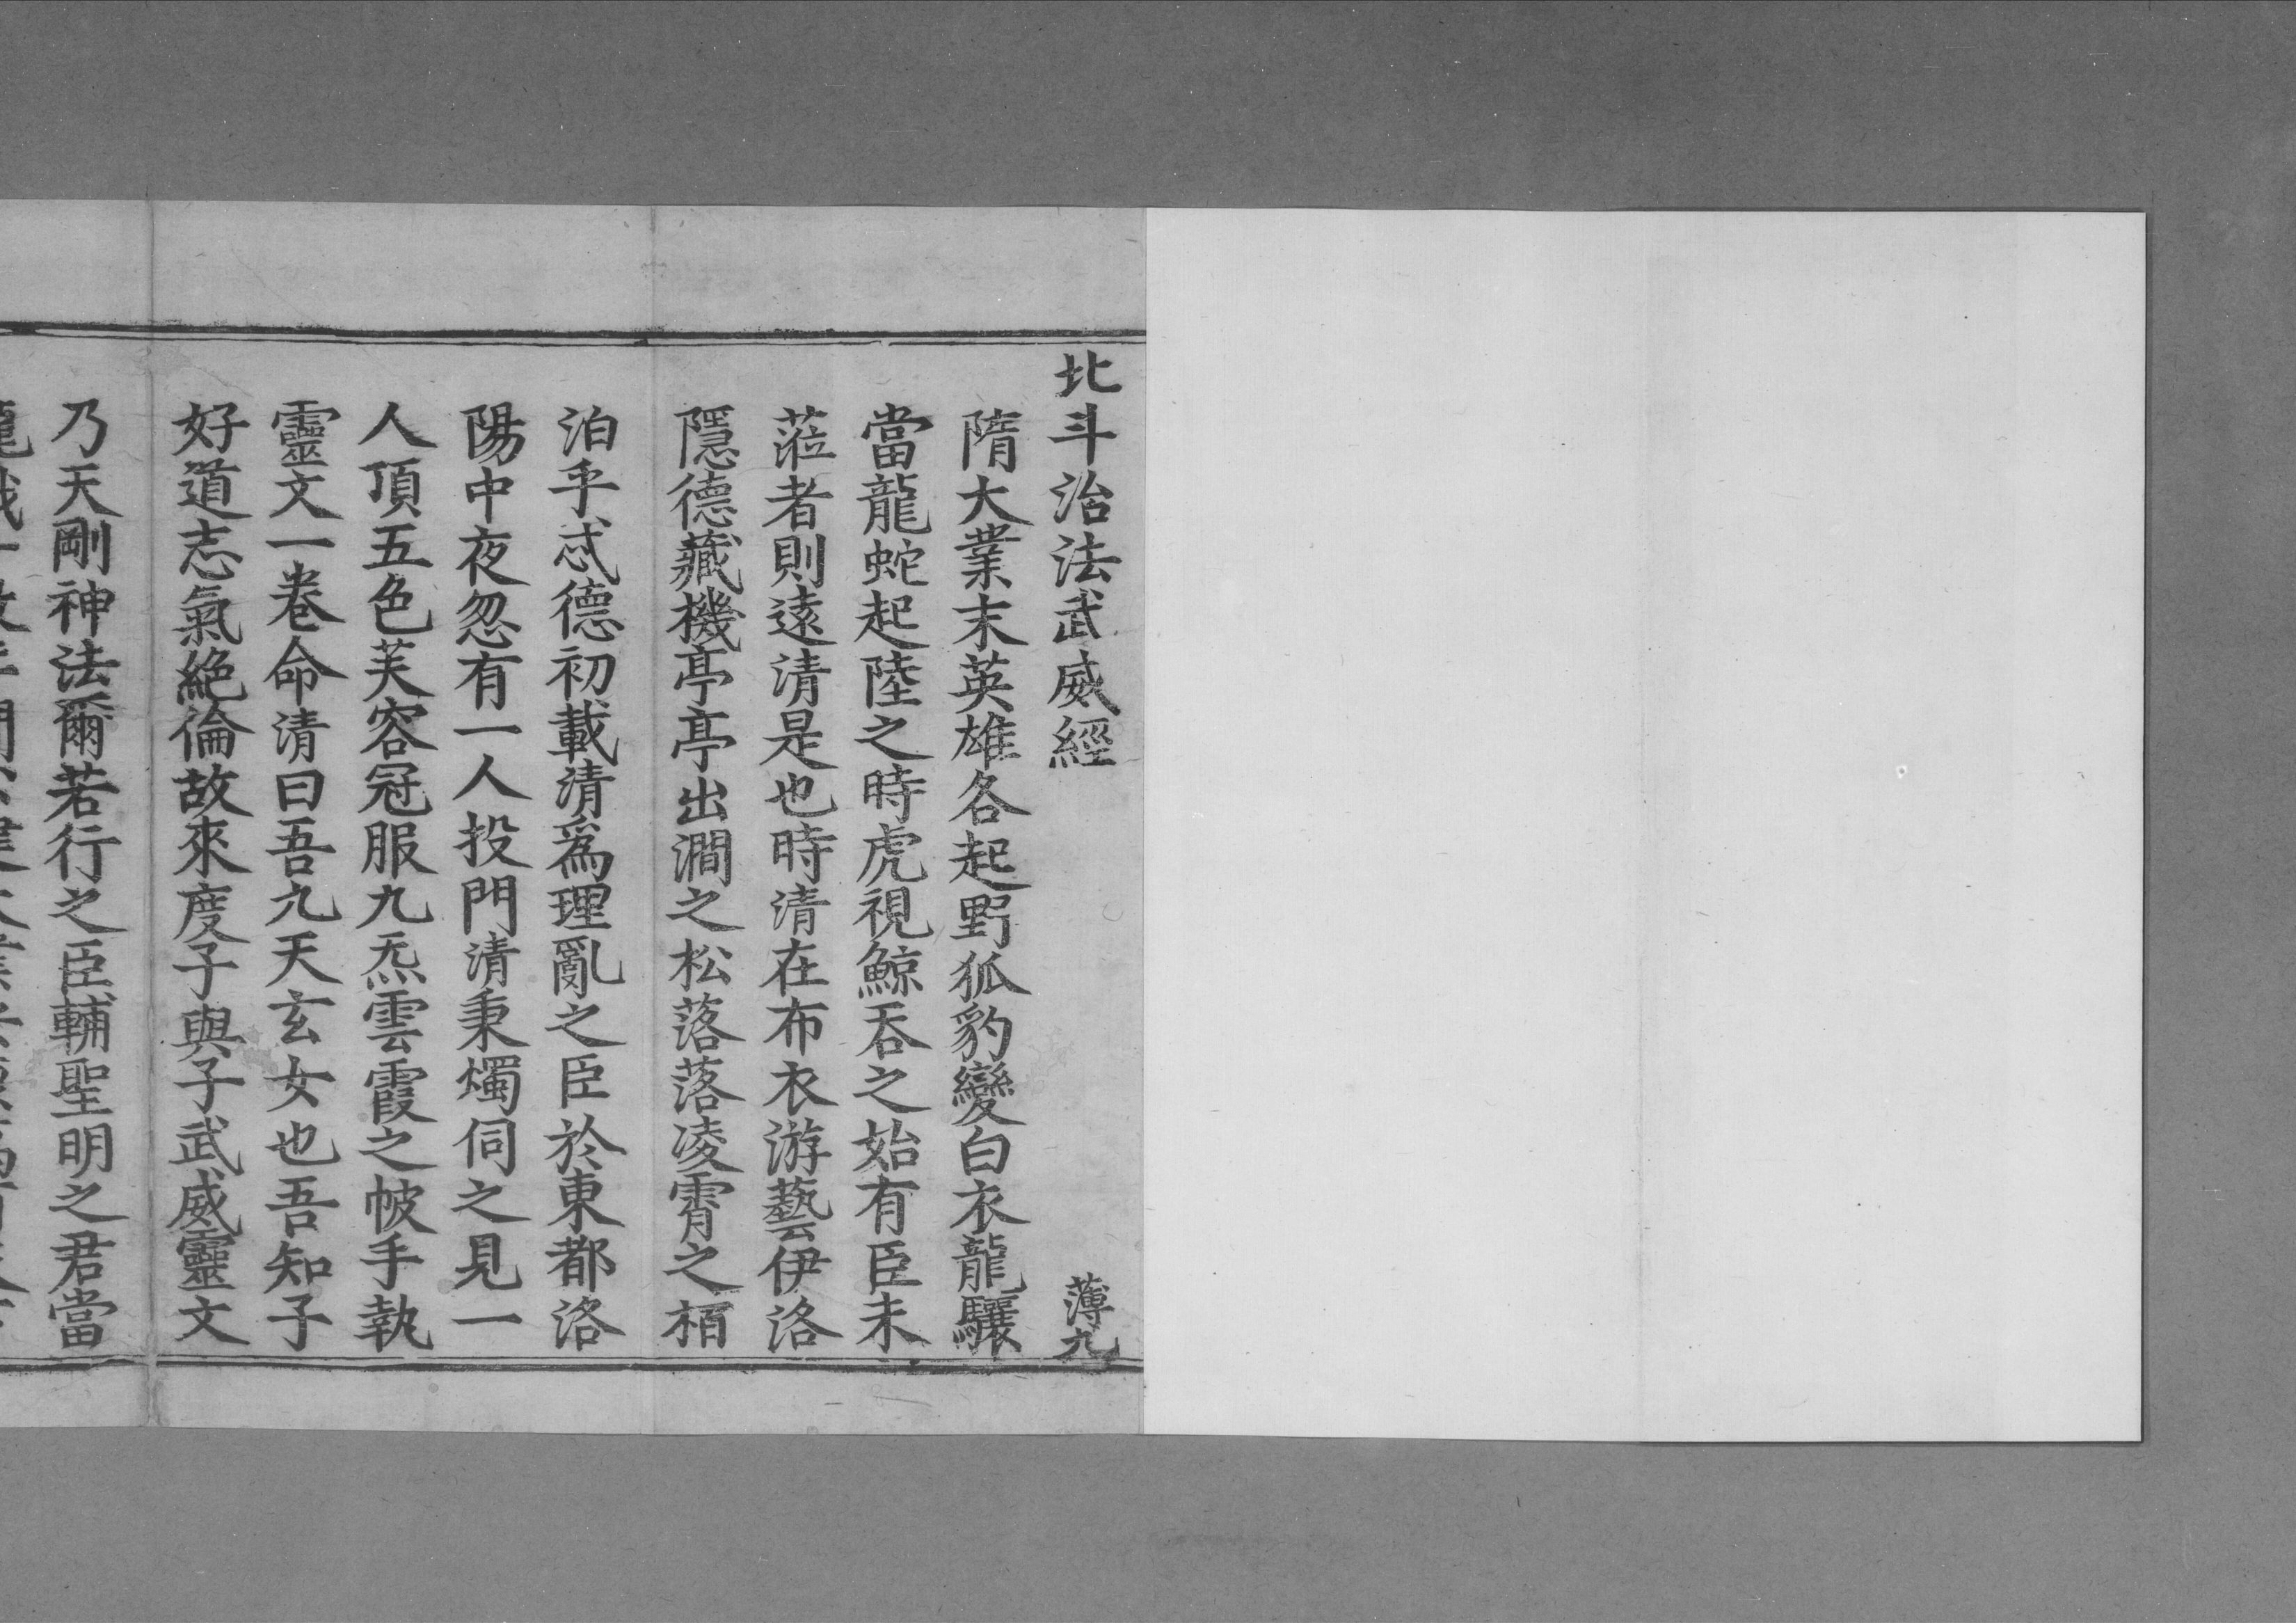 北斗治法武威經 薄九
隋大業末英雄各起野狐豹變白衣龍驤
當龍蛇起陸之時虎視鯨吞之始有臣未
蒞者則遠清是也時清在布衣游藝伊洛
隱德藏機亭亭出澗之松落落凌霄之栢
泊乎忒德初載清爲理亂之臣於東都洛
陽中夜忽有一人投門清秉燭伺之見一
人頂五色芙容冠服九炁雲霞之帔手執
靈文一卷命清曰吾九天玄女也吾知子
好道志氣絕倫故來度子與子武威靈文
乃天剛神法爾若行之臣輔聖明之君當